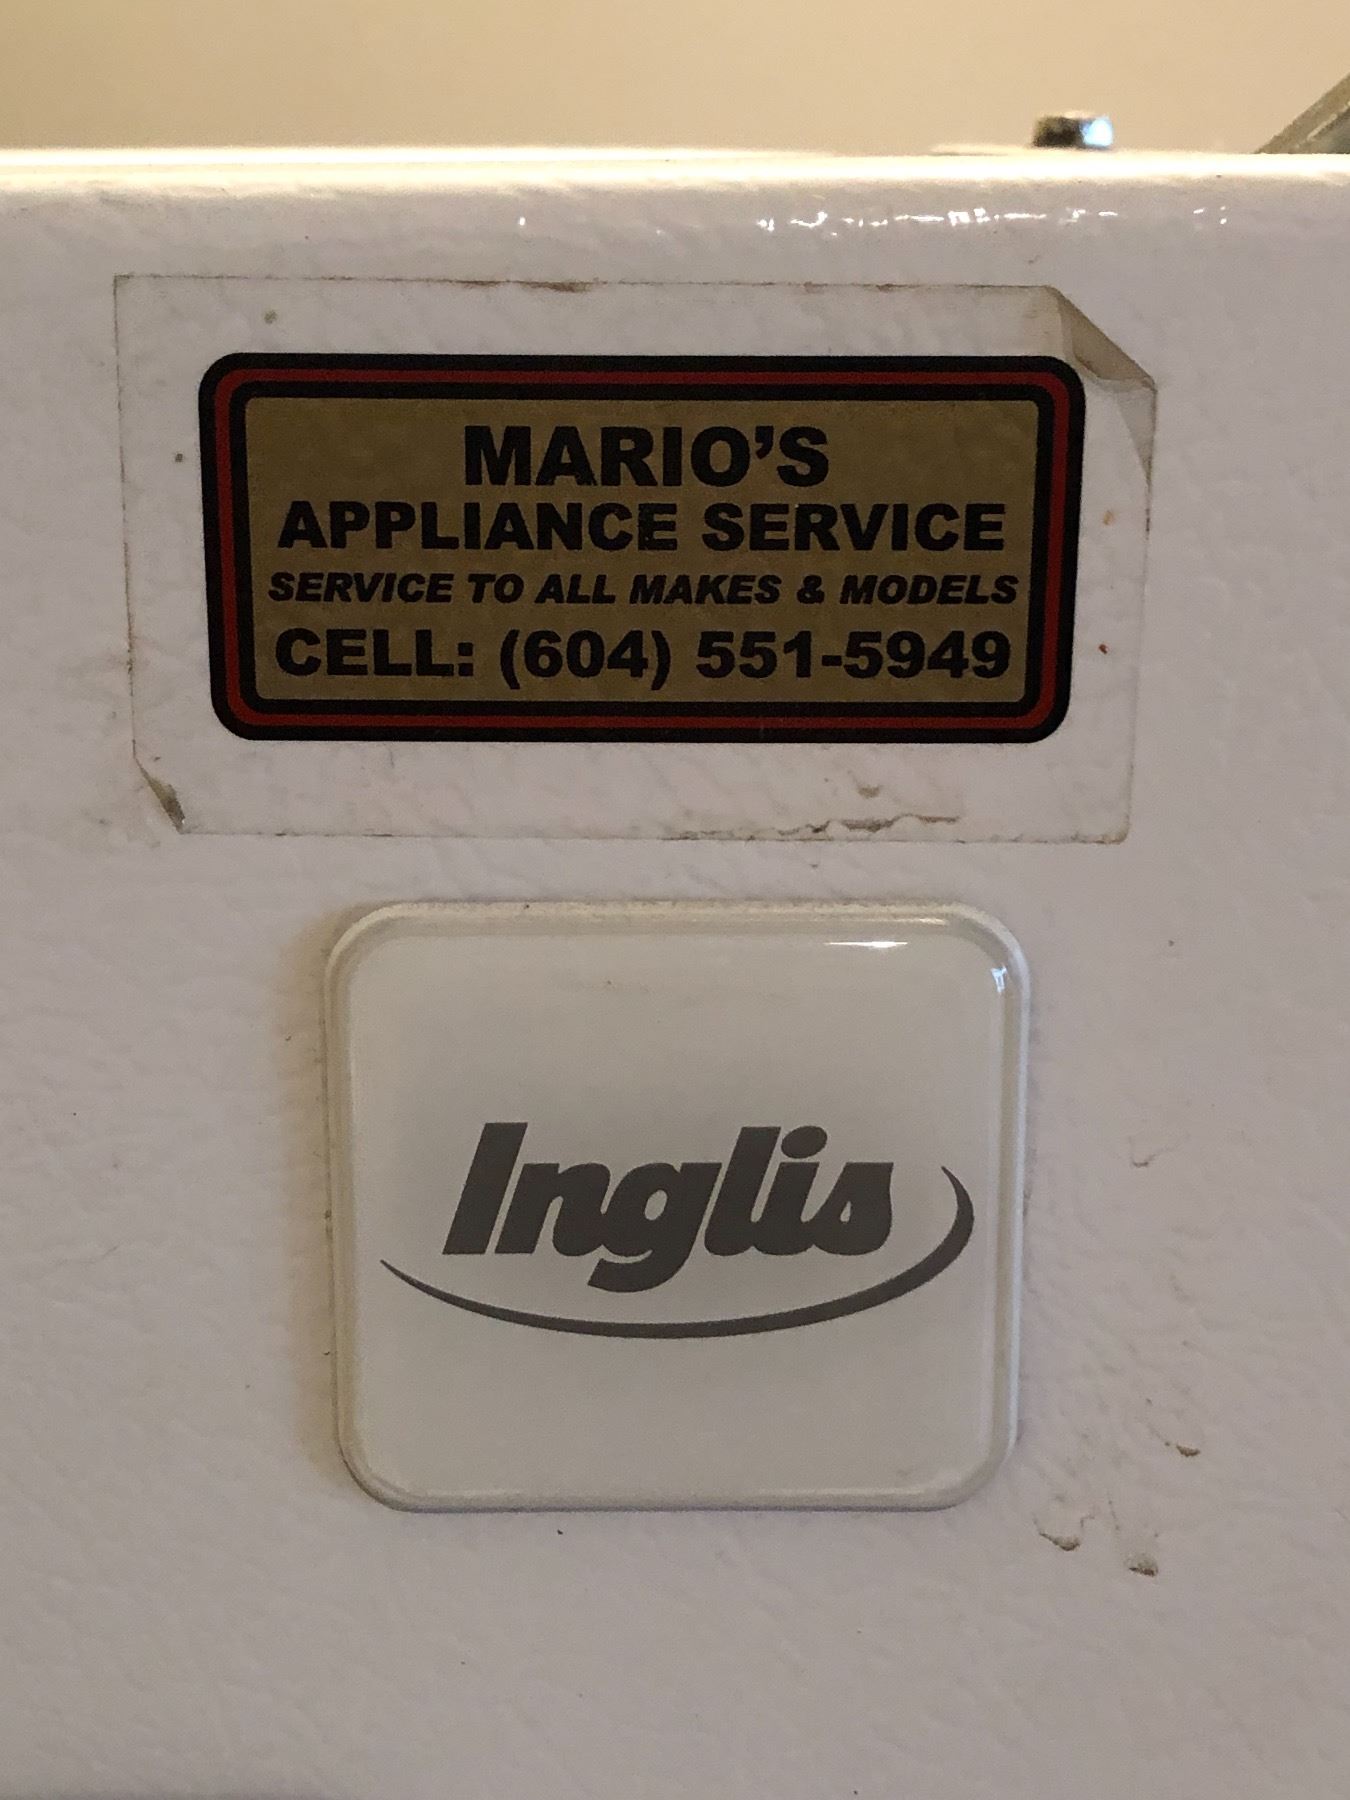 MARIO'S
APPLIANCE SERVICE
SERVICE TO ALL MAKES & MODELS
CELL: (604) 551-5949
Inglis